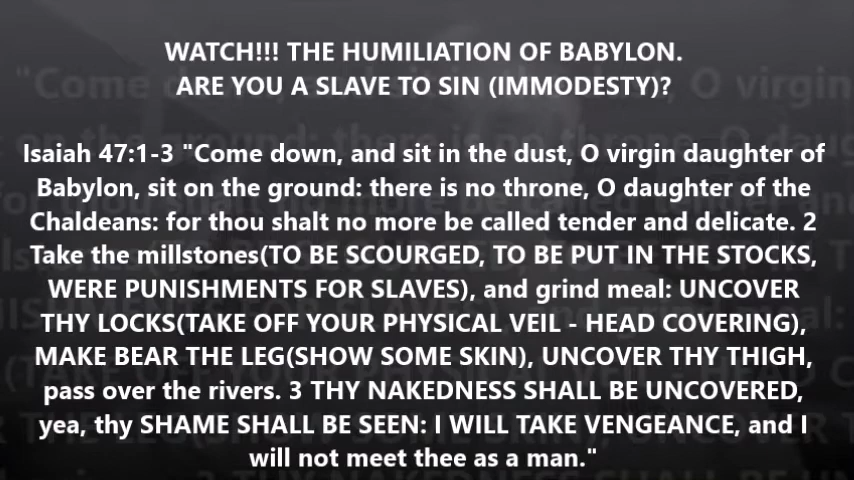 WATCH!!! THE HUMILIATION OF BABYLON.
ARE YOU A SLAVE TO SIN (IMMODESTY)?
Isaiah 47:1-3 "Come down, and sit in the dust, O virgin daughter of
Babylon, sit on the ground: there is no throne, O daughter of the
Chaldeans: for thou shalt no more be called tender and delicate. 2
Take the millstones(TO BE SCOURGED, TO BE PUT IN THE STOCKS,
WERE PUNISHMENTS FOR SLAVES), and grind meal: UNCOVER
THY LOCKS(TAKE OFF YOUR PHYSICAL VEIL - HEAD COVERING),
MAKE BEAR THE LEG(SHOW SOME SKIN), UNCOVER THY THIGH,
pass over the rivers. 3 THY NAKEDNESS SHALL BE UNCOVERED,
yea, thy SHAME SHALL BE SEEN: I WILL TAKE VENGEANCE, and I
will not meet thee as a man."